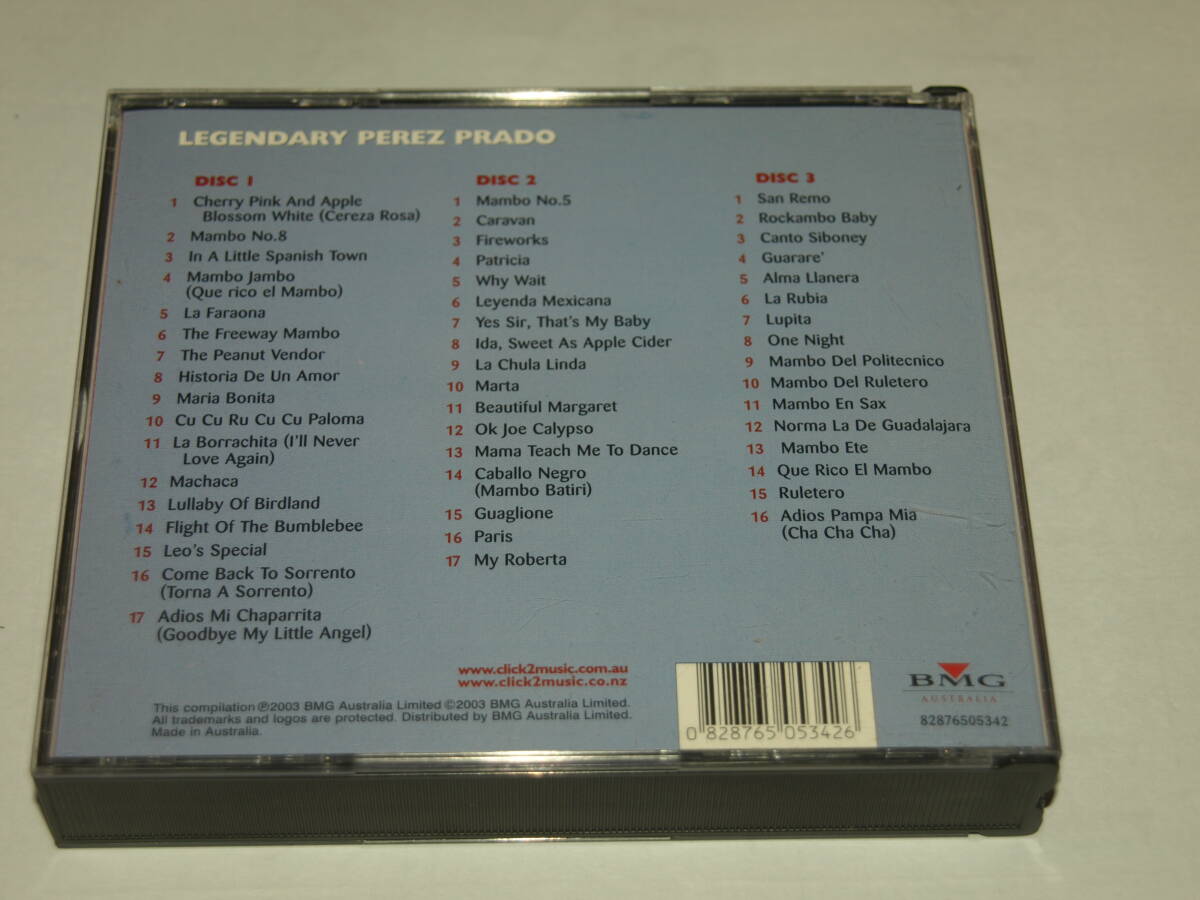 LEGENDARY PEREZ PRADO
DISC 1
1 Cherry Pink And Apple
Blossom White (Cereza Rosa)
2 Mambo No.8
3 In A Little Spanish Town
4 Mambo Jambo
(Que rico el Mambo)
5 La Faraona
6 The Freeway Mambo
7 The Peanut Vendor
8 Historia De Un Amor
9 Maria Bonita
10 Cu Cu Ru Cu Cu Paloma
11 La Borrachita (I'll Never
Love Again)
12 Machaca
13 Lullaby Of Birdland
14 Flight Of The Bumblebee
15 Leo's Special
16 Come Back To Sorrento
(Torna A Sorrento)
17 Adios Mi Chaparrita
(Goodbye My Little Angel)
DISC 2
1 Mambo No.5
2 Caravan
3 Fireworks
4 Patricia
5 Why Wait
6 Leyenda Mexicana
7 Yes Sir, That's My Baby
8 Ida, Sweet As Apple Cider
9 La Chula Linda
10 Marta
11 Beautiful Margaret
12 Ok Joe Calypso
13 Mama Teach Me To Dance
14 Caballo Negro
(Mambo Batiri)
15 Guaglione
16 Paris
17 My Roberta
DISC 3
1 San Remo
2 Rockambo Baby
3 Canto Siboney
4 Guarare'
5 Alma Llanera
6 La Rubia
7 Lupita
8 One Night
9 Mambo Del Politecnico
10 Mambo Del Ruletero
11 Mambo En Sax
12 Norma La De Guadalajara
13 Mambo Ete
14 Que Rico El Mambo
15 Ruletero
16 Adios Pampa Mia
(Cha Cha Cha)
www.click2music.com.au
www.click2music.co.nz
This compilation ℗2003 BMG Australia Limited ©2003 BMG Australia Limited.
All trademarks and logos are protected. Distributed by BMG Australia Limited.
Made in Australia.
0 828765 053426
BMG
AUSTRALIA
82876505342